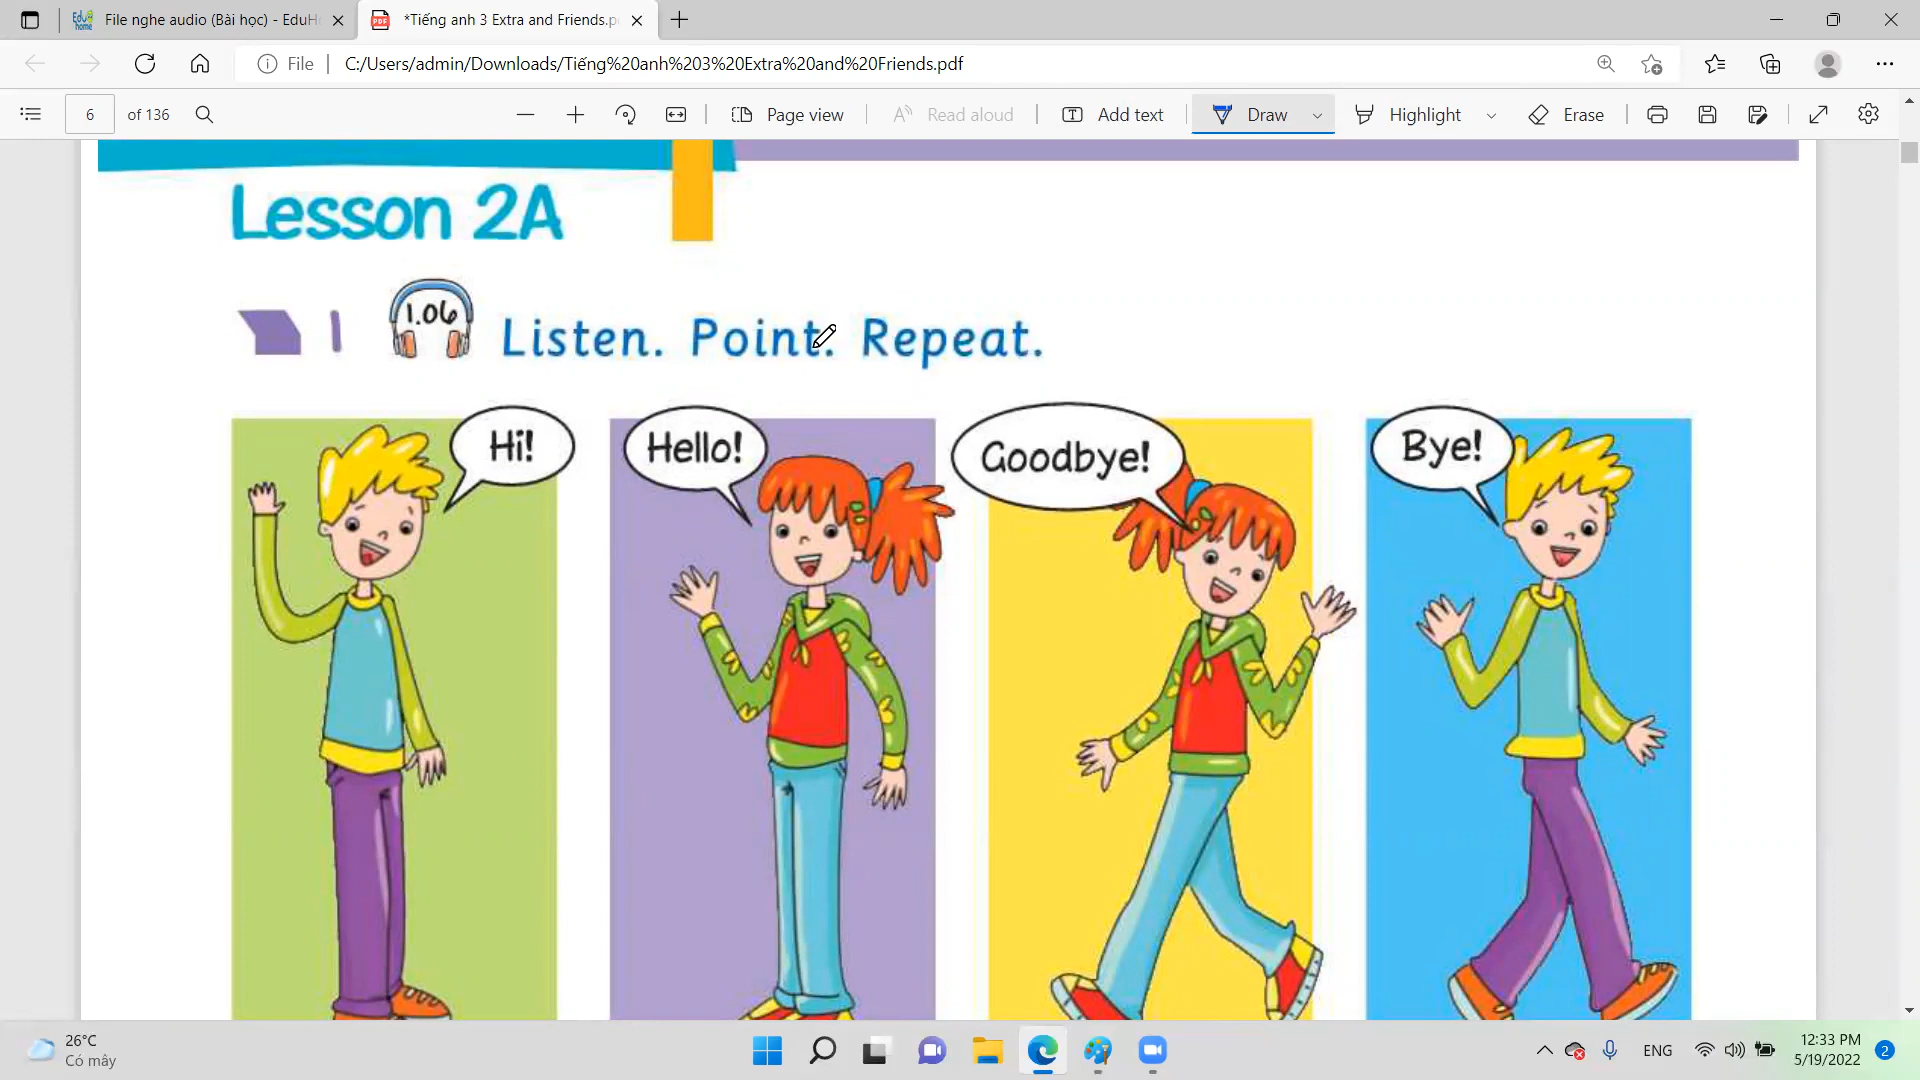 File nghe audio (Bài học) - EduH
*Tiếng anh 3 Extra and Friends.p
File
C:/Users/admin/Downloads/Tiếng%20anh%203%20Extra%20and%20Friends.pdf
6 of 136
Page view
Read aloud
Add text
Draw
Highlight
Erase
Lesson 2A
1 1.06 Listen. Point. Repeat.
Hi! Hello! Goodbye! Bye!
26°C
Có mây
ENG
12:33 PM
5/19/2022
2